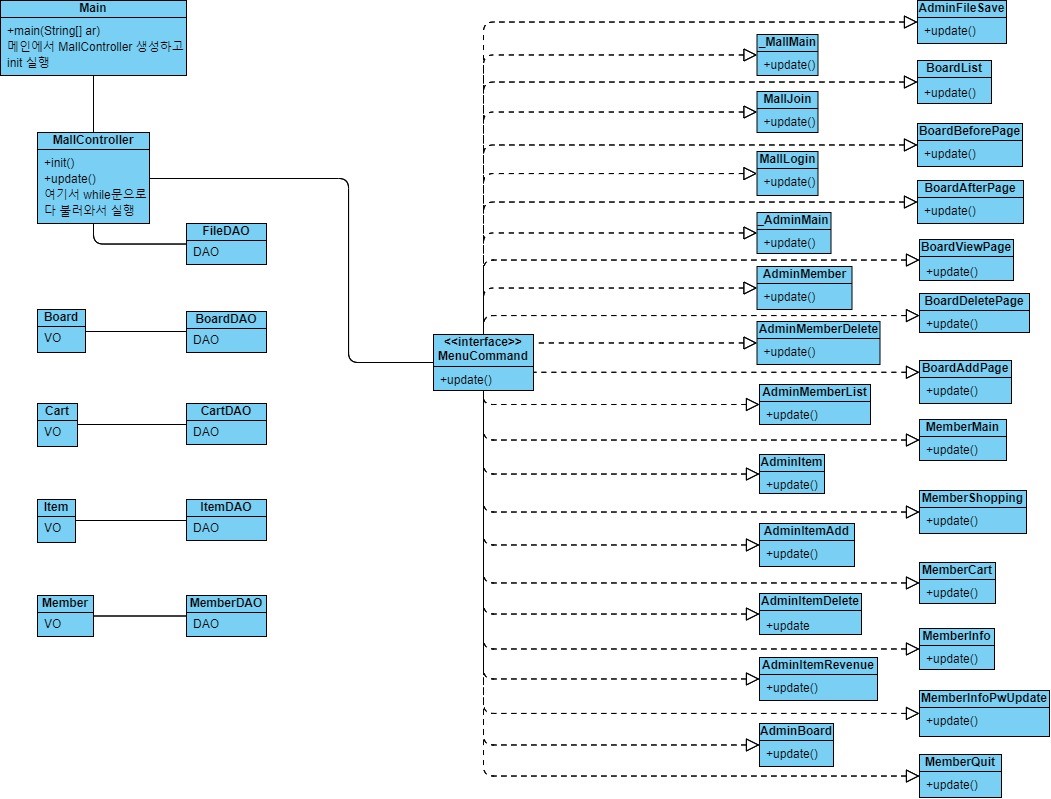 Main
+main(String[] ar)
메인에서 MallController 생성하고
init 실행
MallController
+init()
+update()
여기서 while문으로
다 불러와서 실행
FileDAO
DAO
Board
VO
BoardDAO
DAO
Cart
VO
CartDAO
DAO
Item
VO
ItemDAO
DAO
Member
VO
MemberDAO
DAO
<<interface>>
MenuCommand
+update()
_MallMain
+update()
MallJoin
+update()
MallLogin
+update()
_AdminMain
+update()
AdminMember
+update()
AdminMemberDelete
+update()
AdminMemberList
+update()
AdminItem
+update()
AdminItemAdd
+update()
AdminItemDelete
+update
AdminItemRevenue
+update()
AdminBoard
+update()
AdminFileSave
+update()
BoardList
+update()
BoardBeforePage
+update()
BoardAfterPage
+update()
BoardViewPage
+update()
BoardDeletePage
+update()
BoardAddPage
+update()
MemberMain
+update()
MemberShopping
+update()
MemberCart
+update()
MemberInfo
+update()
MemberInfoPwUpdate
+update()
MemberQuit
+update()